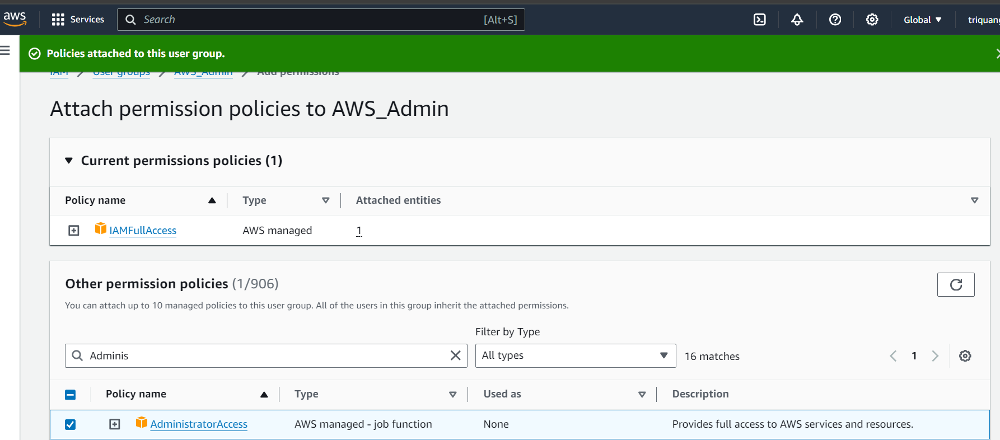 aws Services Search [Alt+S] Global triquang
Policies attached to this user group.
IAM User groups AWS_Admin Add permissions
Attach permission policies to AWS_Admin
Current permissions policies (1)
Policy name Type Attached entities
IAMFullAccess AWS managed 1
Other permission policies (1/906)
You can attach up to 10 managed policies to this user group. All of the users in this group inherit the attached permissions.
Filter by Type
Adminis All types 16 matches 1
Policy name Type Used as Description
AdministratorAccess AWS managed - job function None Provides full access to AWS services and resources.